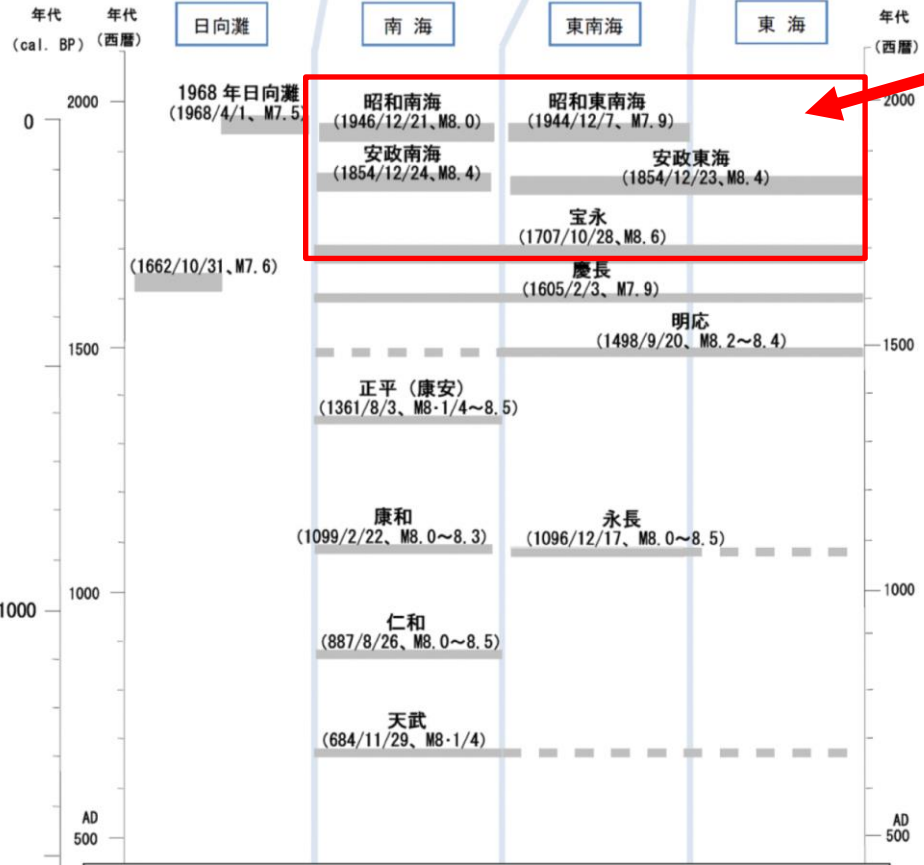 年代
(cal. BP)
年代
(西暦)
日向灘
南 海
東南海
東 海
年代
(西暦)
2000
2000
0
1968 年日向灘
(1968/4/1、M7.5)
昭和南海
(1946/12/21、M8.0)
昭和東南海
(1944/12/7、M7.9)
安政南海
(1854/12/24、M8.4)
安政東海
(1854/12/23、M8.4)
宝永
(1707/10/28、M8.6)
(1662/10/31、M7.6)
慶長
(1605/2/3、M7.9)
明応
(1498/9/20、M8.2～8.4)
1500
1500
正平（康安）
(1361/8/3、M8・1/4～8.5)
康和
(1099/2/22、M8.0～8.3)
永長
(1096/12/17、M8.0～8.5)
1000
1000
1000
仁和
(887/8/26、M8.0～8.5)
天武
(684/11/29、M8・1/4)
AD
500
AD
500